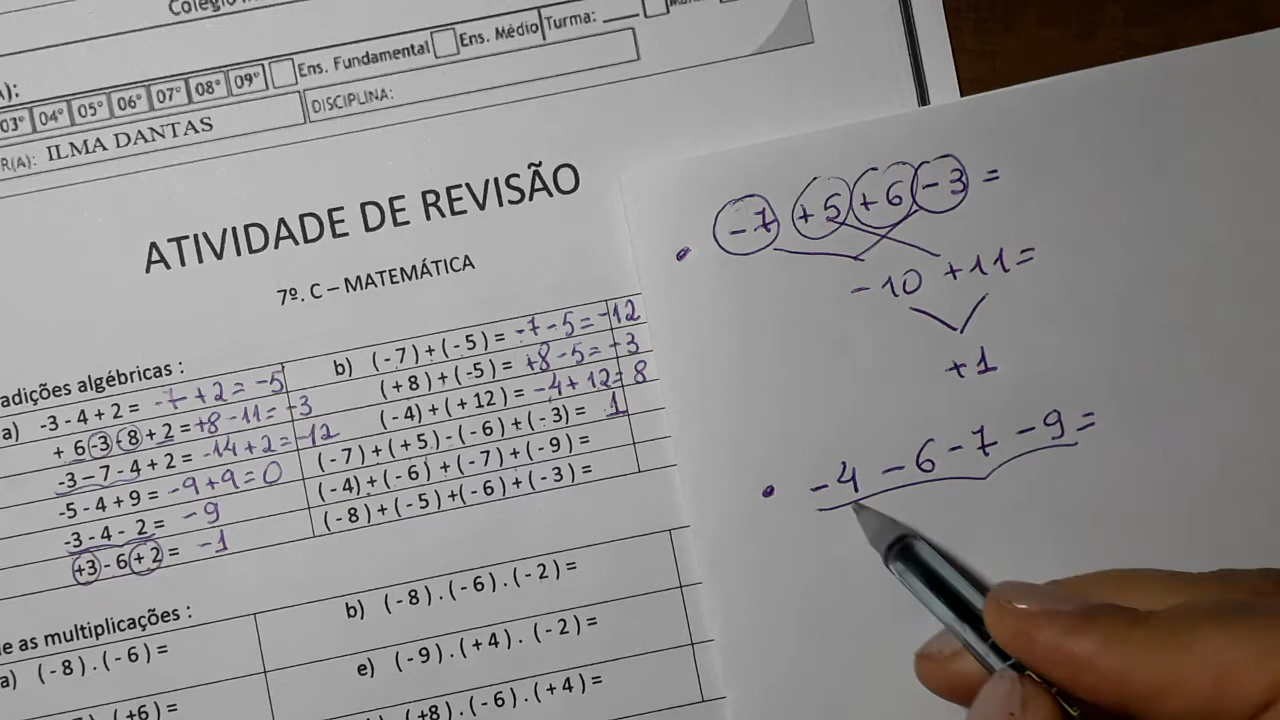 03º 04º 05º 06º 07º 08º 09º Ens. Fundamental Ens. Médio Turma: ___
R(A): ILMA DANTAS DISCIPLINA:
ATIVIDADE DE REVISÃO
7º. C – MATEMÁTICA
adições algébricas :
a) -3 - 4 + 2 = -7 + 2 = -5
+ 6 -3 -8 + 2 = +8 - 11 = -3
-3 – 7 - 4 + 2 = -14 + 2 = -12
-5 - 4 + 9 = -9 + 9 = 0
-3 - 4 - 2 = -9
+3 - 6 + 2 = -1
b) (-7) + (-5) = -7 - 5 = -12
(+8) + (-5) = +8 - 5 = -3
(-4) + (+12) = -4 + 12 = 8
(-7) + (+5) - (-6) + (-3) = 1
(-4) + (-6) + (-7) + (-9) =
(-8) + (-5) + (-6) + (-3) =
e as multiplicações :
a) (-8) . (-6) =
(+6) =
b) (-8) . (-6) . (-2) =
e) (-9) . (+4) . (-2) =
(+8) . (-6) . (+4) =
• -7 +5 +6 -3 =
-10 +11 =
+1
• -4 -6 -7 -9 =